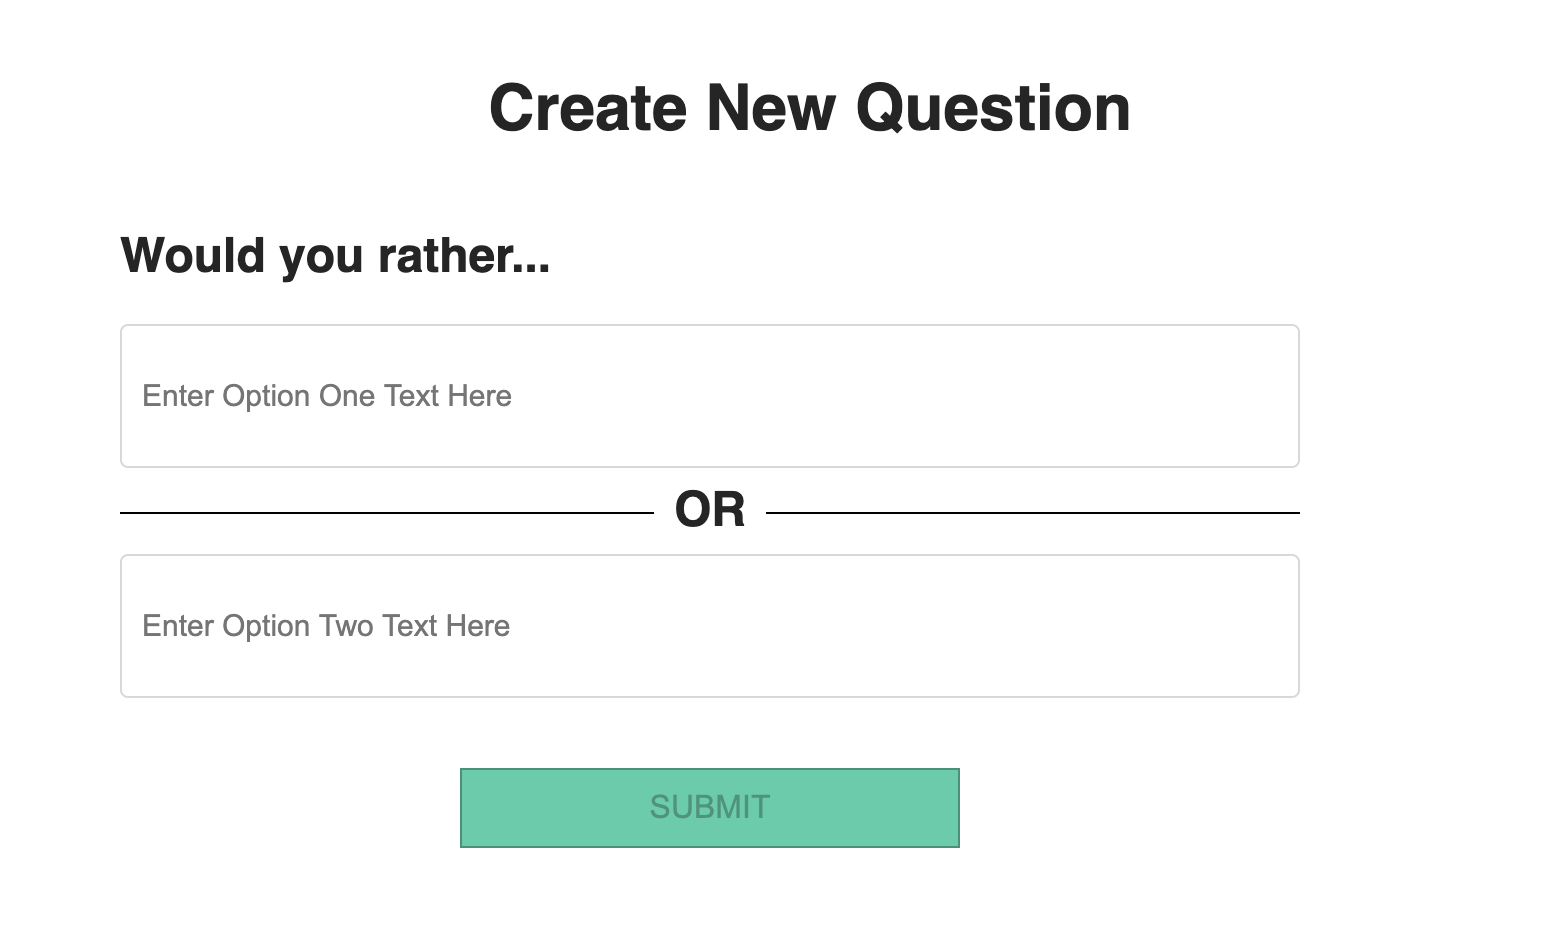 Create New Question
Would you rather...
Enter Option One Text Here
OR
Enter Option Two Text Here
SUBMIT